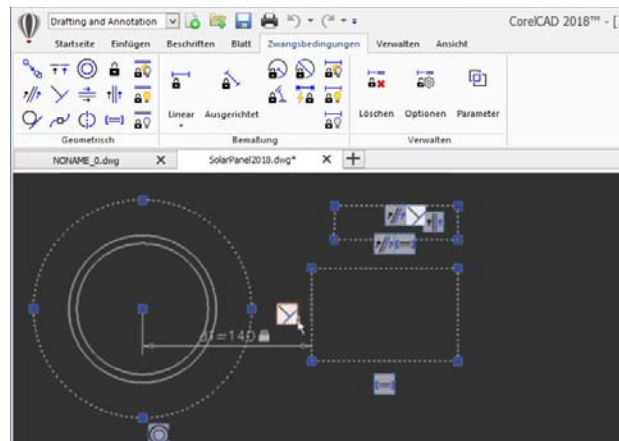 Drafting and Annotation
CorelCAD 2018™ - [
Startseite Einfügen Beschriften Blatt Zwangsbedingungen Verwalten Ansicht
Linear Ausgerichtet Löschen Optionen Parameter
Geometrisch Bemaßung Verwalten
NONAME_0.dwg X SolarPanel2018.dwg* X
d1=140